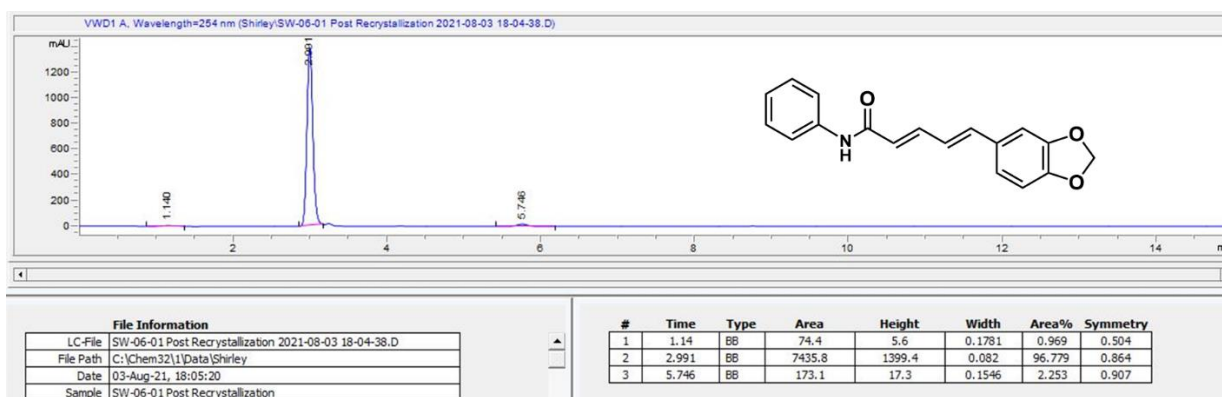 VWD1 A, Wavelength=254 nm (Shirley\SW-06-01 Post Recrystallization 2021-08-03 18-04-38.D)
mAU
1200
1000
800
600
400
200
0
1.140
2.991
5.746
2 4 6 8 10 12 14
O
N
H
O
O
File Information
LC-File SW-06-01 Post Recrystallization 2021-08-03 18-04-38.D
File Path C:\Chem32\1\Data\Shirley
Date 03-Aug-21, 18:05:20
Sample SW-06-01 Post Recrystallization
# Time Type Area Height Width Area% Symmetry
1 1.14 BB 74.4 5.6 0.1781 0.969 0.504
2 2.991 BB 7435.8 1399.4 0.082 96.779 0.864
3 5.746 BB 173.1 17.3 0.1546 2.253 0.907